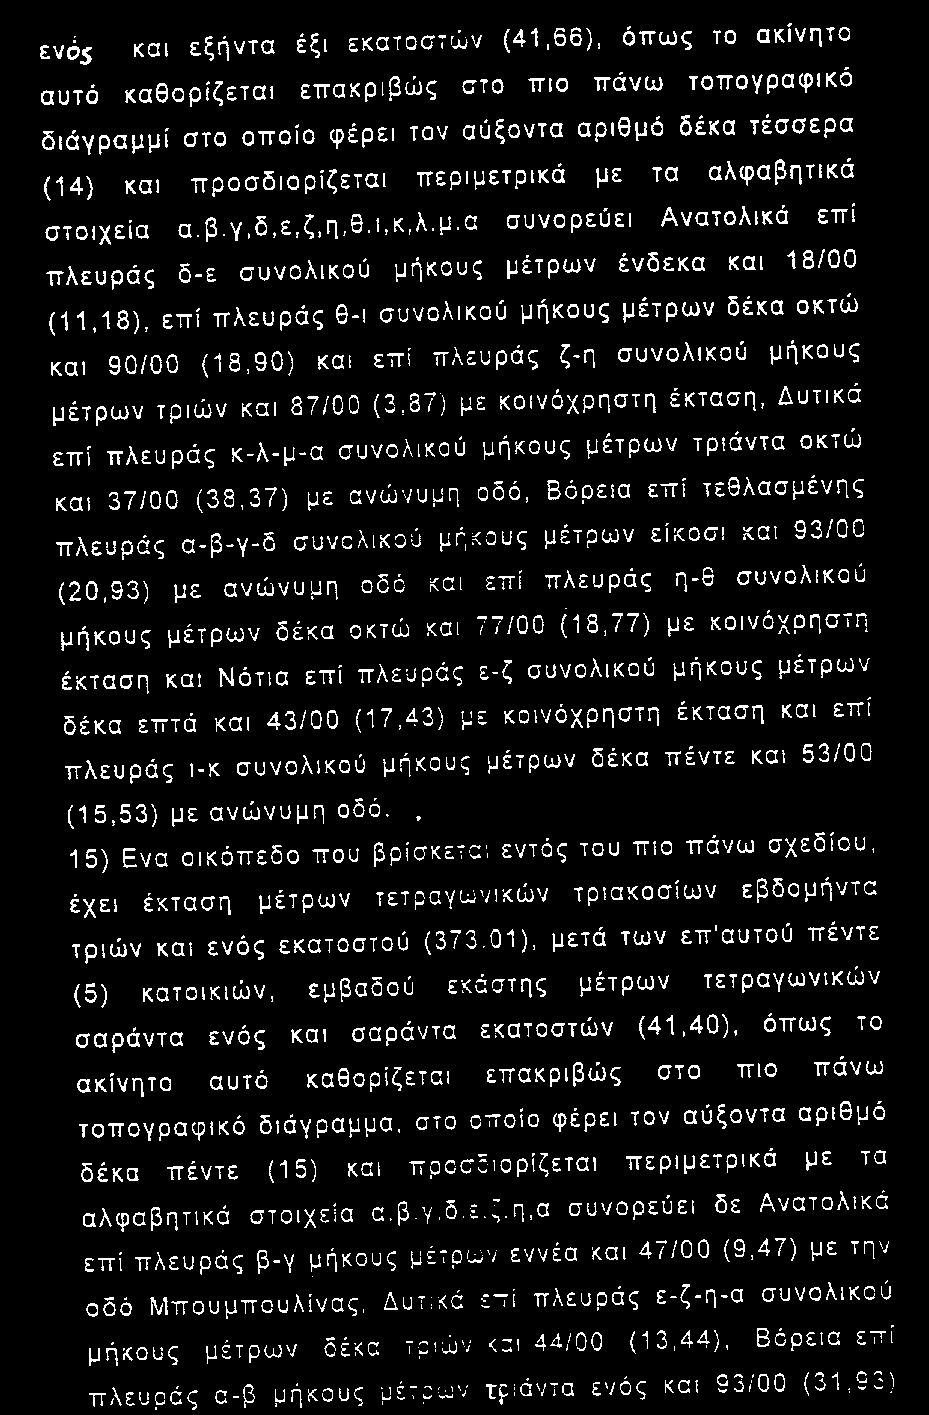 ενός και εξήντα έξι εκατοστών (41,66), όπως το ακίνητο
αυτό καθορίζεται επακριβώς στο πιο πάνω τοπογραφικό
διάγραμμί στο οποίο φέρει τον αύξοντα αριθμό δέκα τέσσερα
(14) και προσδιορίζεται περιμετρικά με τα αλφαβητικά
στοιχεία α.β.γ,δ,ε,ζ,η,θ.ι,κ,λ.μ.α συνορεύει Ανατολικά επί
πλευράς δ-ε συνολικού μήκους μέτρων ένδεκα και 18/00
(11,18), επί πλευράς θ-ι συνολικού μήκους μέτρων δέκα οκτώ
και 90/00 (18,90) και επί πλευράς ζ-η συνολικού μήκους
μέτρων τριών και 87/00 (3,87) με κοινόχρηστη έκταση, Δυτικά
επί πλευράς κ-λ-μ-α συνολικού μήκους μέτρων τριάντα οκτώ
και 37/00 (38,37) με ανώνυμη οδό, Βόρεια επί τεθλασμένης
πλευράς α-β-γ-δ συνολικού μήκους μέτρων είκοσι και 93/00
(20,93) με ανώνυμη οδό και επί πλευράς η-θ συνολικού
μήκους μέτρων δέκα οκτώ και 77/00 (18,77) με κοινόχρηστη
έκταση και Νότια επί πλευράς ε-ζ συνολικού μήκους μέτρων
δέκα επτά και 43/00 (17,43) με κοινόχρηστη έκταση και επί
πλευράς ι-κ συνολικού μήκους μέτρων δέκα πέντε και 53/00
(15,53) με ανώνυμη οδό.
15) Ενα οικόπεδο που βρίσκεται εντός του πιο πάνω σχεδίου,
έχει έκταση μέτρων τετραγωνικών τριακοσίων εβδομήντα
τριών και ενός εκατοστού (373.01), μετά των επ'αυτού πέντε
(5) κατοικιών, εμβαδού εκάστης μέτρων τετραγωνικών
σαράντα ενός και σαράντα εκατοστών (41,40), όπως το
ακίνητο αυτό καθορίζεται επακριβώς στο πιο πάνω
τοπογραφικό διάγραμμα, στο οποίο φέρει τον αύξοντα αριθμό
δέκα πέντε (15) και προσδιορίζεται περιμετρικά με τα
αλφαβητικά στοιχεία α.β.γ.δ.ε.ζ.η,α συνορεύει δε Ανατολικά
επί πλευράς β-γ μήκους μέτρων εννέα και 47/00 (9,47) με την
οδό Μπουμπουλίνας, Δυτικά επί πλευράς ε-ζ-η-α συνολικού
μήκους μέτρων δέκα τριών και 44/00 (13,44), Βόρεια επί
πλευράς α-β μήκους μέτρων τριάντα ενός και 93/00 (31,93)